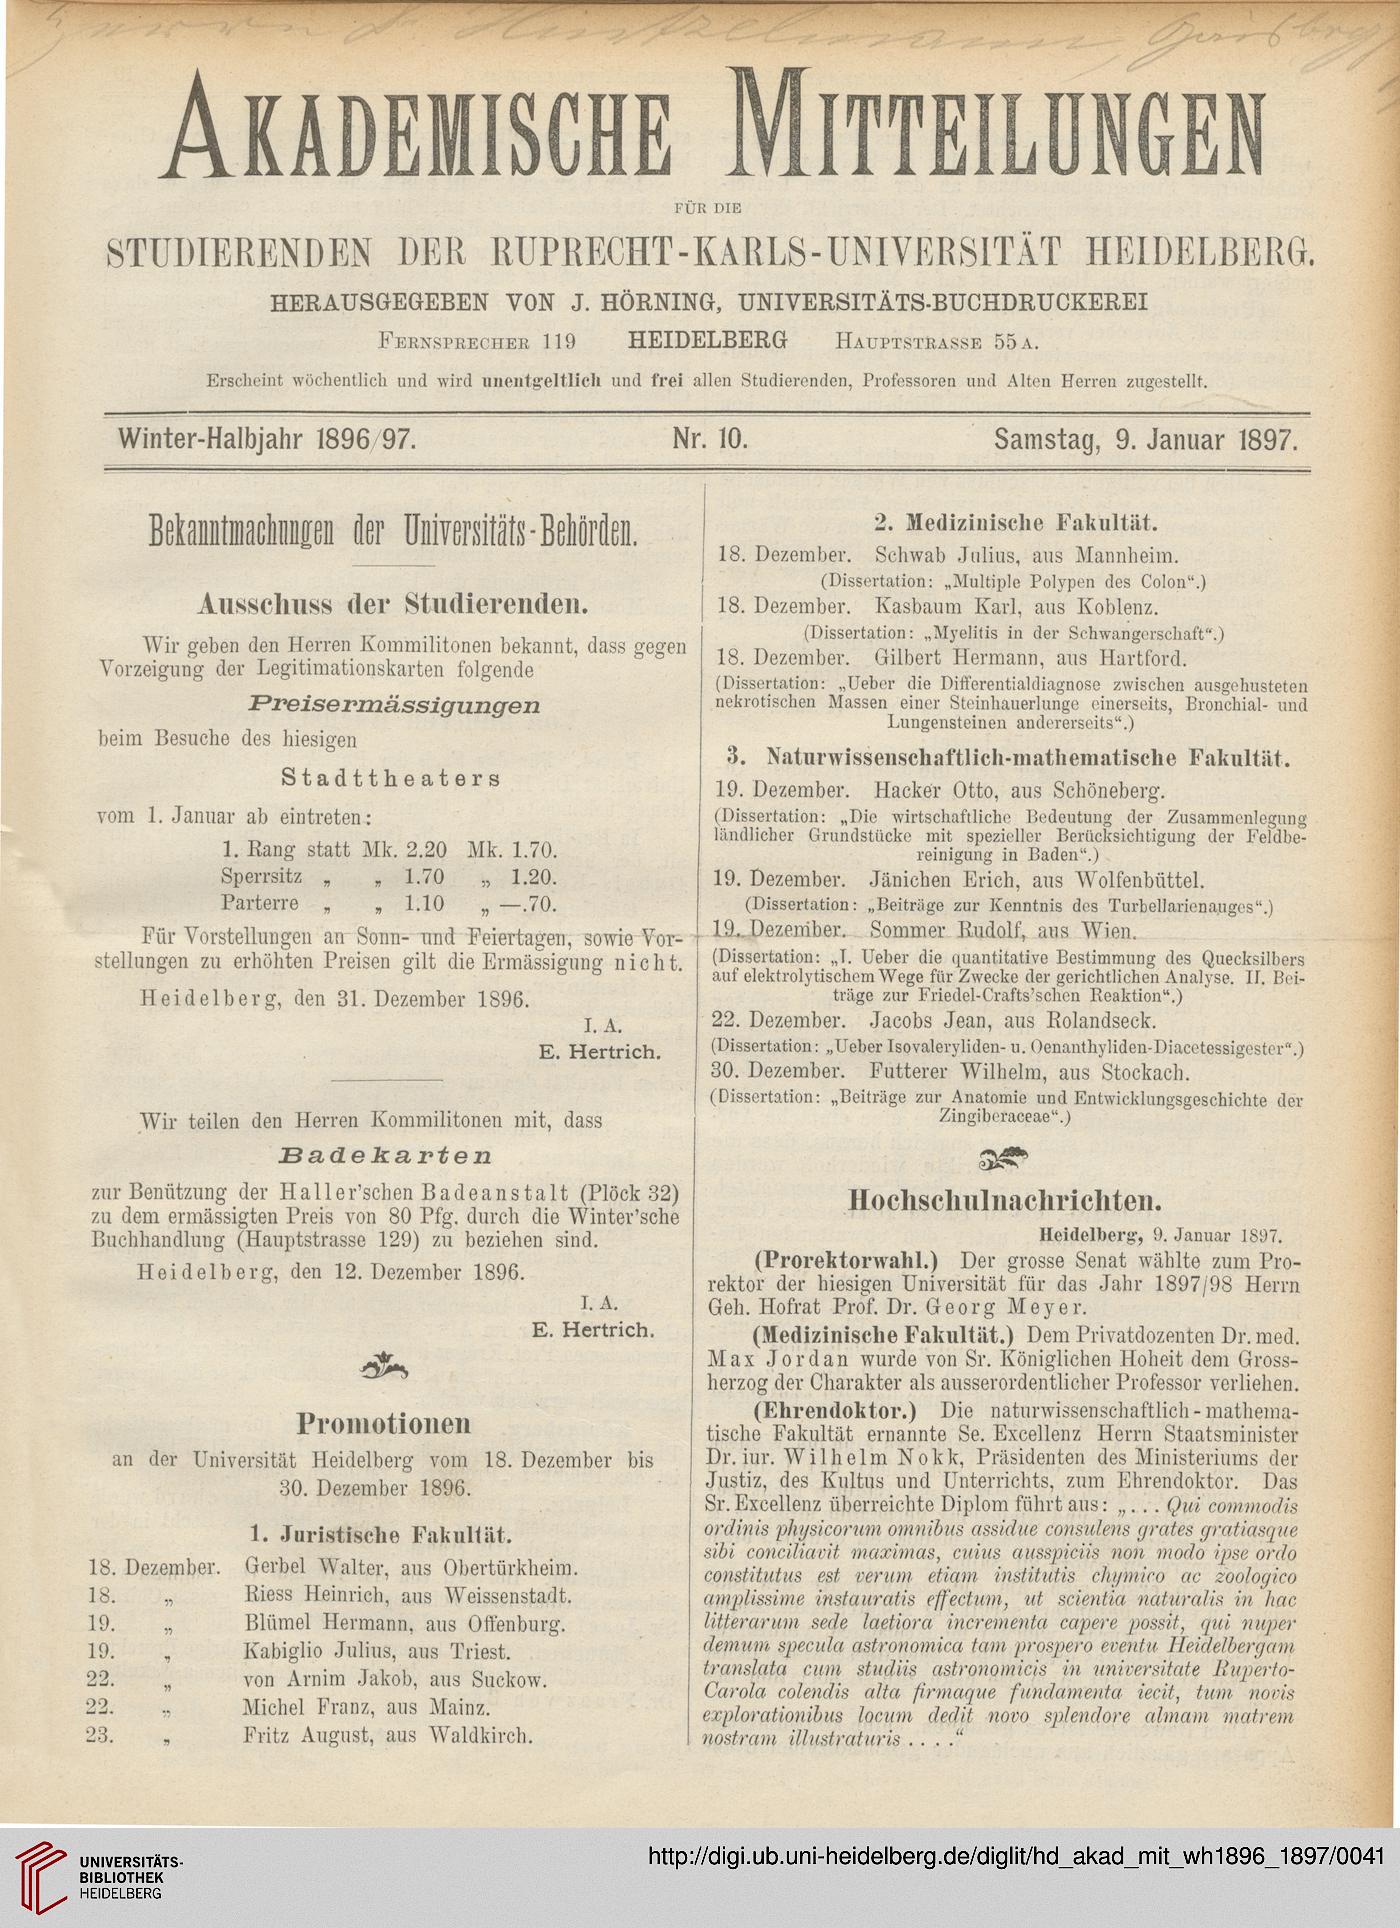 Herrn Dr. Hintzelmann,
AKADEMISCHE MITTEILUNGEN
FÜR DIE
STUDIERENDEN DER RUPRECHT-KARLS-UNIVERSITÄT HEIDELBERG.
HERAUSGEGEBEN VON J. HÖRNING, UNIVERSITÄTS-BUCHDRUCKEREI
FERNSPRECHER 119 HEIDELBERG HAUPTSTRASSE 55 A.
Erscheint wöchentlich und wird unentgeltlich und frei allen Studierenden, Professoren und Alten Herren zugestellt.
Winter-Halbjahr 1896/97. Nr. 10. Samstag, 9. Januar 1897.
Bekanntmachungen der Universitäts-Behörden.
Ausschuss der Studierenden.
Wir geben den Herren Kommilitonen bekannt, dass gegen
Vorzeigung der Legitimationskarten folgende
Preisermässigungen
beim Besuche des hiesigen
Stadttheaters
vom 1. Januar ab eintreten:
1. Rang statt Mk. 2.20 Mk. 1.70.
Sperrsitz „ „ 1.70 „ 1.20.
Parterre „ „ 1.10 „ —.70.
Für Vorstellungen an Sonn- und Feiertagen, sowie Vor-
stellungen zu erhöhten Preisen gilt die Ermässigung nicht.
Heidelberg, den 31. Dezember 1896.
I. A.
E. Hertrich.
Wir teilen den Herren Kommilitonen mit, dass
Badekarten
zur Benützung der Haller'schen Badeanstalt (Plöck 32)
zu dem ermässigten Preis von 80 Pfg. durch die Winter'sche
Buchhandlung (Hauptstrasse 129) zu beziehen sind.
Heidelberg, den 12. Dezember 1896.
I. A.
E. Hertrich.
Promotionen
an der Universität Heidelberg vom 18. Dezember bis
30. Dezember 1896.
1. Juristische Fakultät.
18. Dezember. Gerbel Walter, aus Obertürkheim.
18. „ Riess Heinrich, aus Weissenstadt.
19. „ Blümel Hermann, aus Offenburg.
19. „ Kabiglio Julius, aus Triest.
22. „ von Arnim Jakob, aus Suckow.
22. „ Michel Franz, aus Mainz.
23. „ Fritz August, aus Waldkirch.
2. Medizinische Fakultät.
18. Dezember. Schwab Julius, aus Mannheim.
(Dissertation: „Multiple Polypen des Colon“.)
18. Dezember. Kasbaum Karl, aus Koblenz.
(Dissertation: „Myelitis in der Schwangerschaft“.)
18. Dezember. Gilbert Hermann, aus Hartford.
(Dissertation: „Ueber die Differentialdiagnose zwischen ausgehusteten
nekrotischen Massen einer Steinhauerlunge einerseits, Bronchial- und
Lungensteinen andererseits“.)
3. Naturwissenschaftlich-mathematische Fakultät.
19. Dezember. Hacker Otto, aus Schöneberg.
(Dissertation: „Die wirtschaftliche Bedeutung der Zusammenlegung
ländlicher Grundstücke mit spezieller Berücksichtigung der Feldbe-
reinigung in Baden“.)
19. Dezember. Jänichen Erich, aus Wolfenbüttel.
(Dissertation: „Beiträge zur Kenntnis des Turbellarienauges“.)
19. Dezember. Sommer Rudolf, aus Wien.
(Dissertation: „I. Ueber die quantitative Bestimmung des Quecksilbers
auf elektrolytischem Wege für Zwecke der gerichtlichen Analyse. II. Bei-
träge zur Friedel-Crafts'schen Reaktion“.)
22. Dezember. Jacobs Jean, aus Rolandseck.
(Dissertation: „Ueber Isovaleryliden- u. Oenanthyliden-Diacetessigester“.)
30. Dezember. Futterer Wilhelm, aus Stockach.
(Dissertation: „Beiträge zur Anatomie und Entwicklungsgeschichte der
Zingiberaceae“.)
Hochschulnachrichten.
Heidelberg, 9. Januar 1897.
(Prorektorwahl.) Der grosse Senat wählte zum Pro-
rektor der hiesigen Universität für das Jahr 1897/98 Herrn
Geh. Hofrat Prof. Dr. Georg Meyer.
(Medizinische Fakultät.) Dem Privatdozenten Dr. med.
Max Jordan wurde von Sr. Königlichen Hoheit dem Gross-
herzog der Charakter als ausserordentlicher Professor verliehen.
(Ehrendoktor.) Die naturwissenschaftlich-mathema-
tische Fakultät ernannte Se. Excellenz Herrn Staatsminister
Dr. iur. Wilhelm Nokk, Präsidenten des Ministeriums der
Justiz, des Kultus und Unterrichts, zum Ehrendoktor. Das
Sr. Excellenz überreichte Diplom führt aus: „ . . . Qui commodis
ordinis physicorum omnibus assidue consulens grates gratiasque
sibi conciliavit maximas, cuius ausspiciis non modo ipse ordo
constitutus est verum etiam institutis chymico ac zoologico
amplissime instauratis effectum, ut scientia naturalis in hac
litterarum sede laetiora incrementa capere possit, qui nuper
demum specula astronomica tam prospero eventu Heidelbergam
translata cum studiis astronomicis in universitate Ruperto-
Carola colendis alta firmaque fundamenta iecit, tum novis
explorationibus locum dedit novo splendore almam matrem
nostram illustraturis . . . .“
UNIVERSITÄTS-
BIBLIOTHEK
HEIDELBERG
http://digi.ub.uni-heidelberg.de/diglit/hd_akad_mit_wh1896_1897/0041